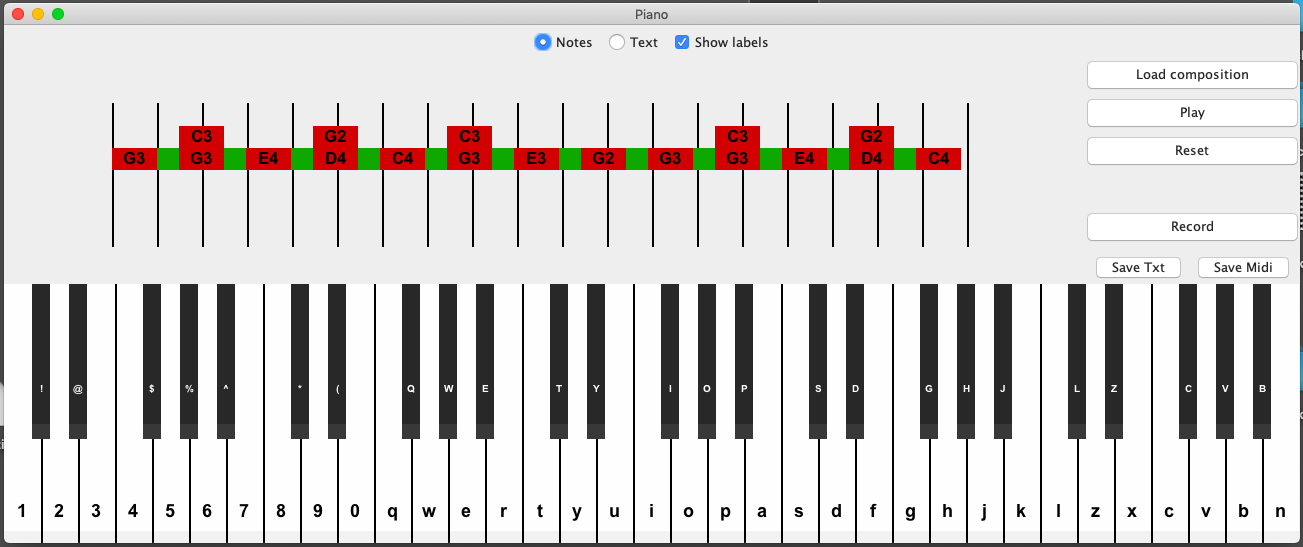 Piano
Notes Text Show labels
Load composition
Play
Reset
Record
Save Txt Save Midi
C3 G2 C3 C3 G2
G3 G3 E4 D4 C4 G3 E3 G2 G3 G3 E4 D4 C4
! @ $ % ^ * ( Q W E T Y I O P S D G H J L Z C V B
1 2 3 4 5 6 7 8 9 0 q w e r t y u i o p a s d f g h j k l z x c v b n